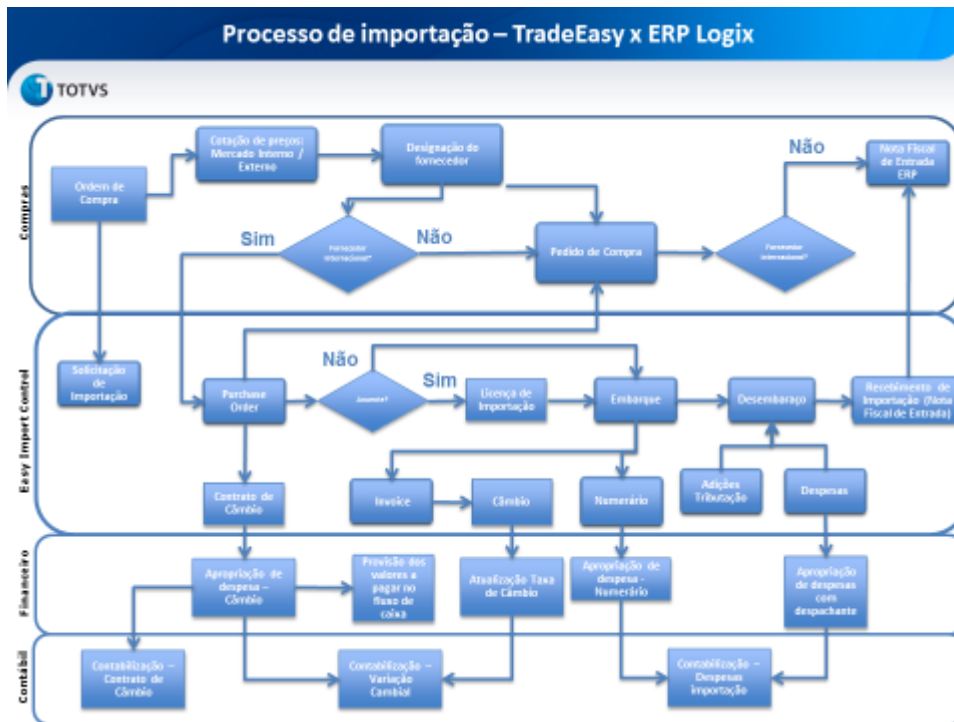 Processo de importação – TradeEasy x ERP Logix
TOTVS
Compras
Cotação de preços:
Mercado Interno /
Externo
Designação do
fornecedor
Não
Nota Fiscal
de Entrada
ERP
Ordem de
Compra
Sim
Fornecedor
Internacional?
Não
Pedido de Compra
Fornecedor
Internacional?
Easy Import Control
Solicitação
de
Importação
Não
Purchase
Order
Anuente?
Sim
Licença de
Importação
Embarque
Desembaraço
Recebimento de
Importação (Nota
Fiscal de Entrada)
Contrato de
Câmbio
Invoice
Câmbio
Numerário
Adições
Tributação
Despesas
Financeiro
Apropriação de
despesa –
Câmbio
Provisão dos
valores a
pagar no
fluxo de
caixa
Atualização Taxa
de Câmbio
Apropriação de
despesa -
Numerário
Apropriação
de despesas
com
despachante
Contábil
Contabilização –
Contrato de
Câmbio
Contabilização –
Variação
Cambial
Contabilização –
Despesas
importação